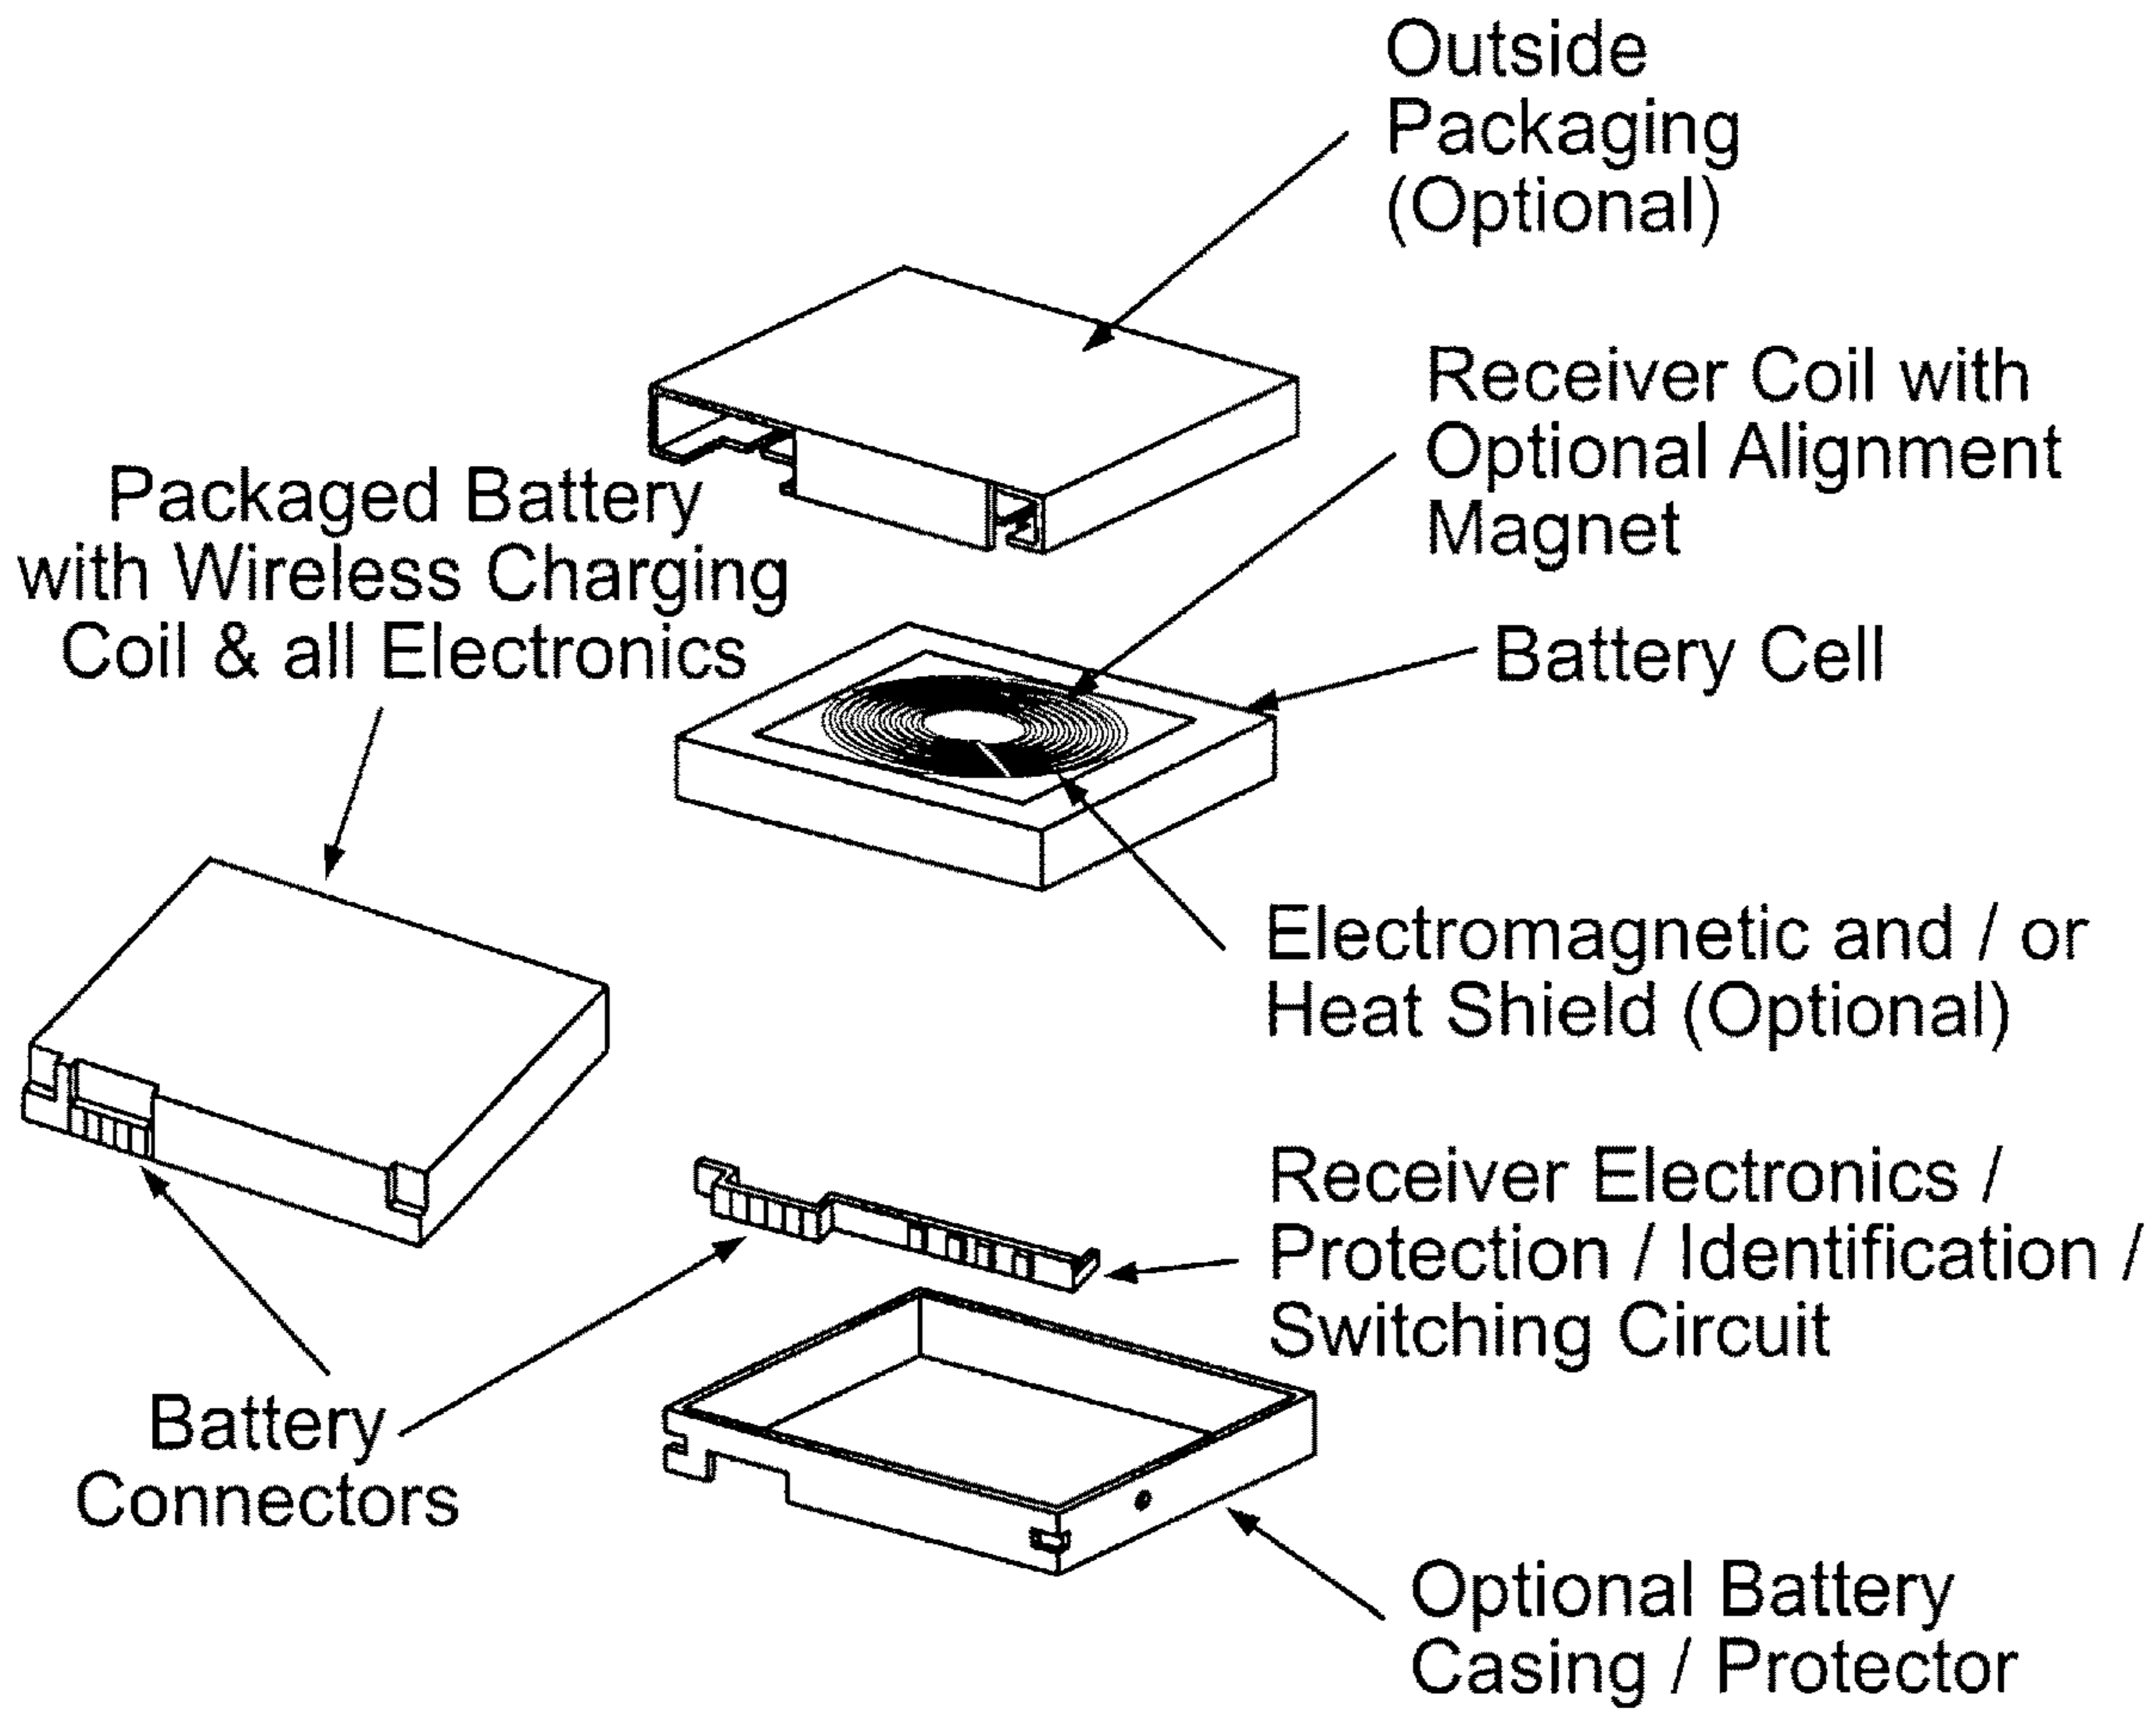 Outside
Packaging
(Optional)
Receiver Coil with
Optional Alignment
Magnet
Packaged Battery
with Wireless Charging
Coil & all Electronics
Battery Cell
Electromagnetic and / or
Heat Shield (Optional)
Receiver Electronics /
Protection / Identification /
Switching Circuit
Battery
Connectors
Optional Battery
Casing / Protector